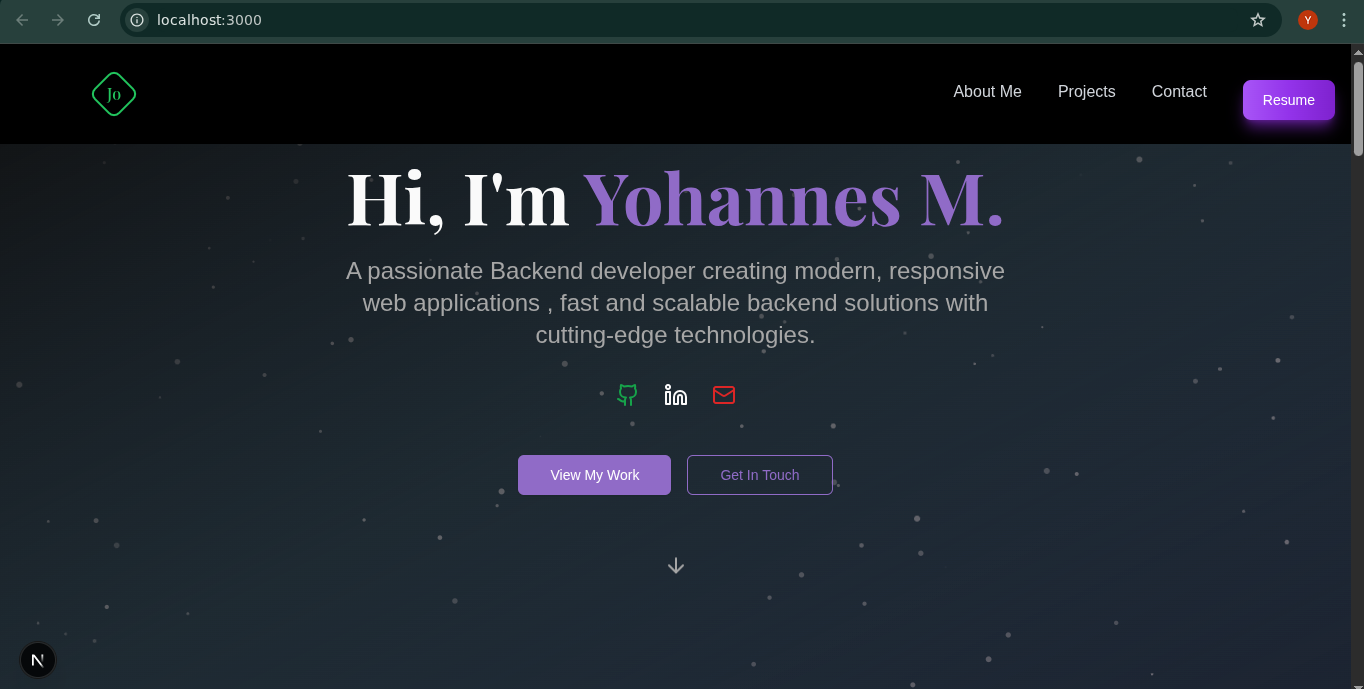 localhost:3000
Y
Jo
About Me Projects Contact Resume
Hi, I'm Yohannes M.
A passionate Backend developer creating modern, responsive
web applications , fast and scalable backend solutions with
cutting-edge technologies.
View My Work Get In Touch
N